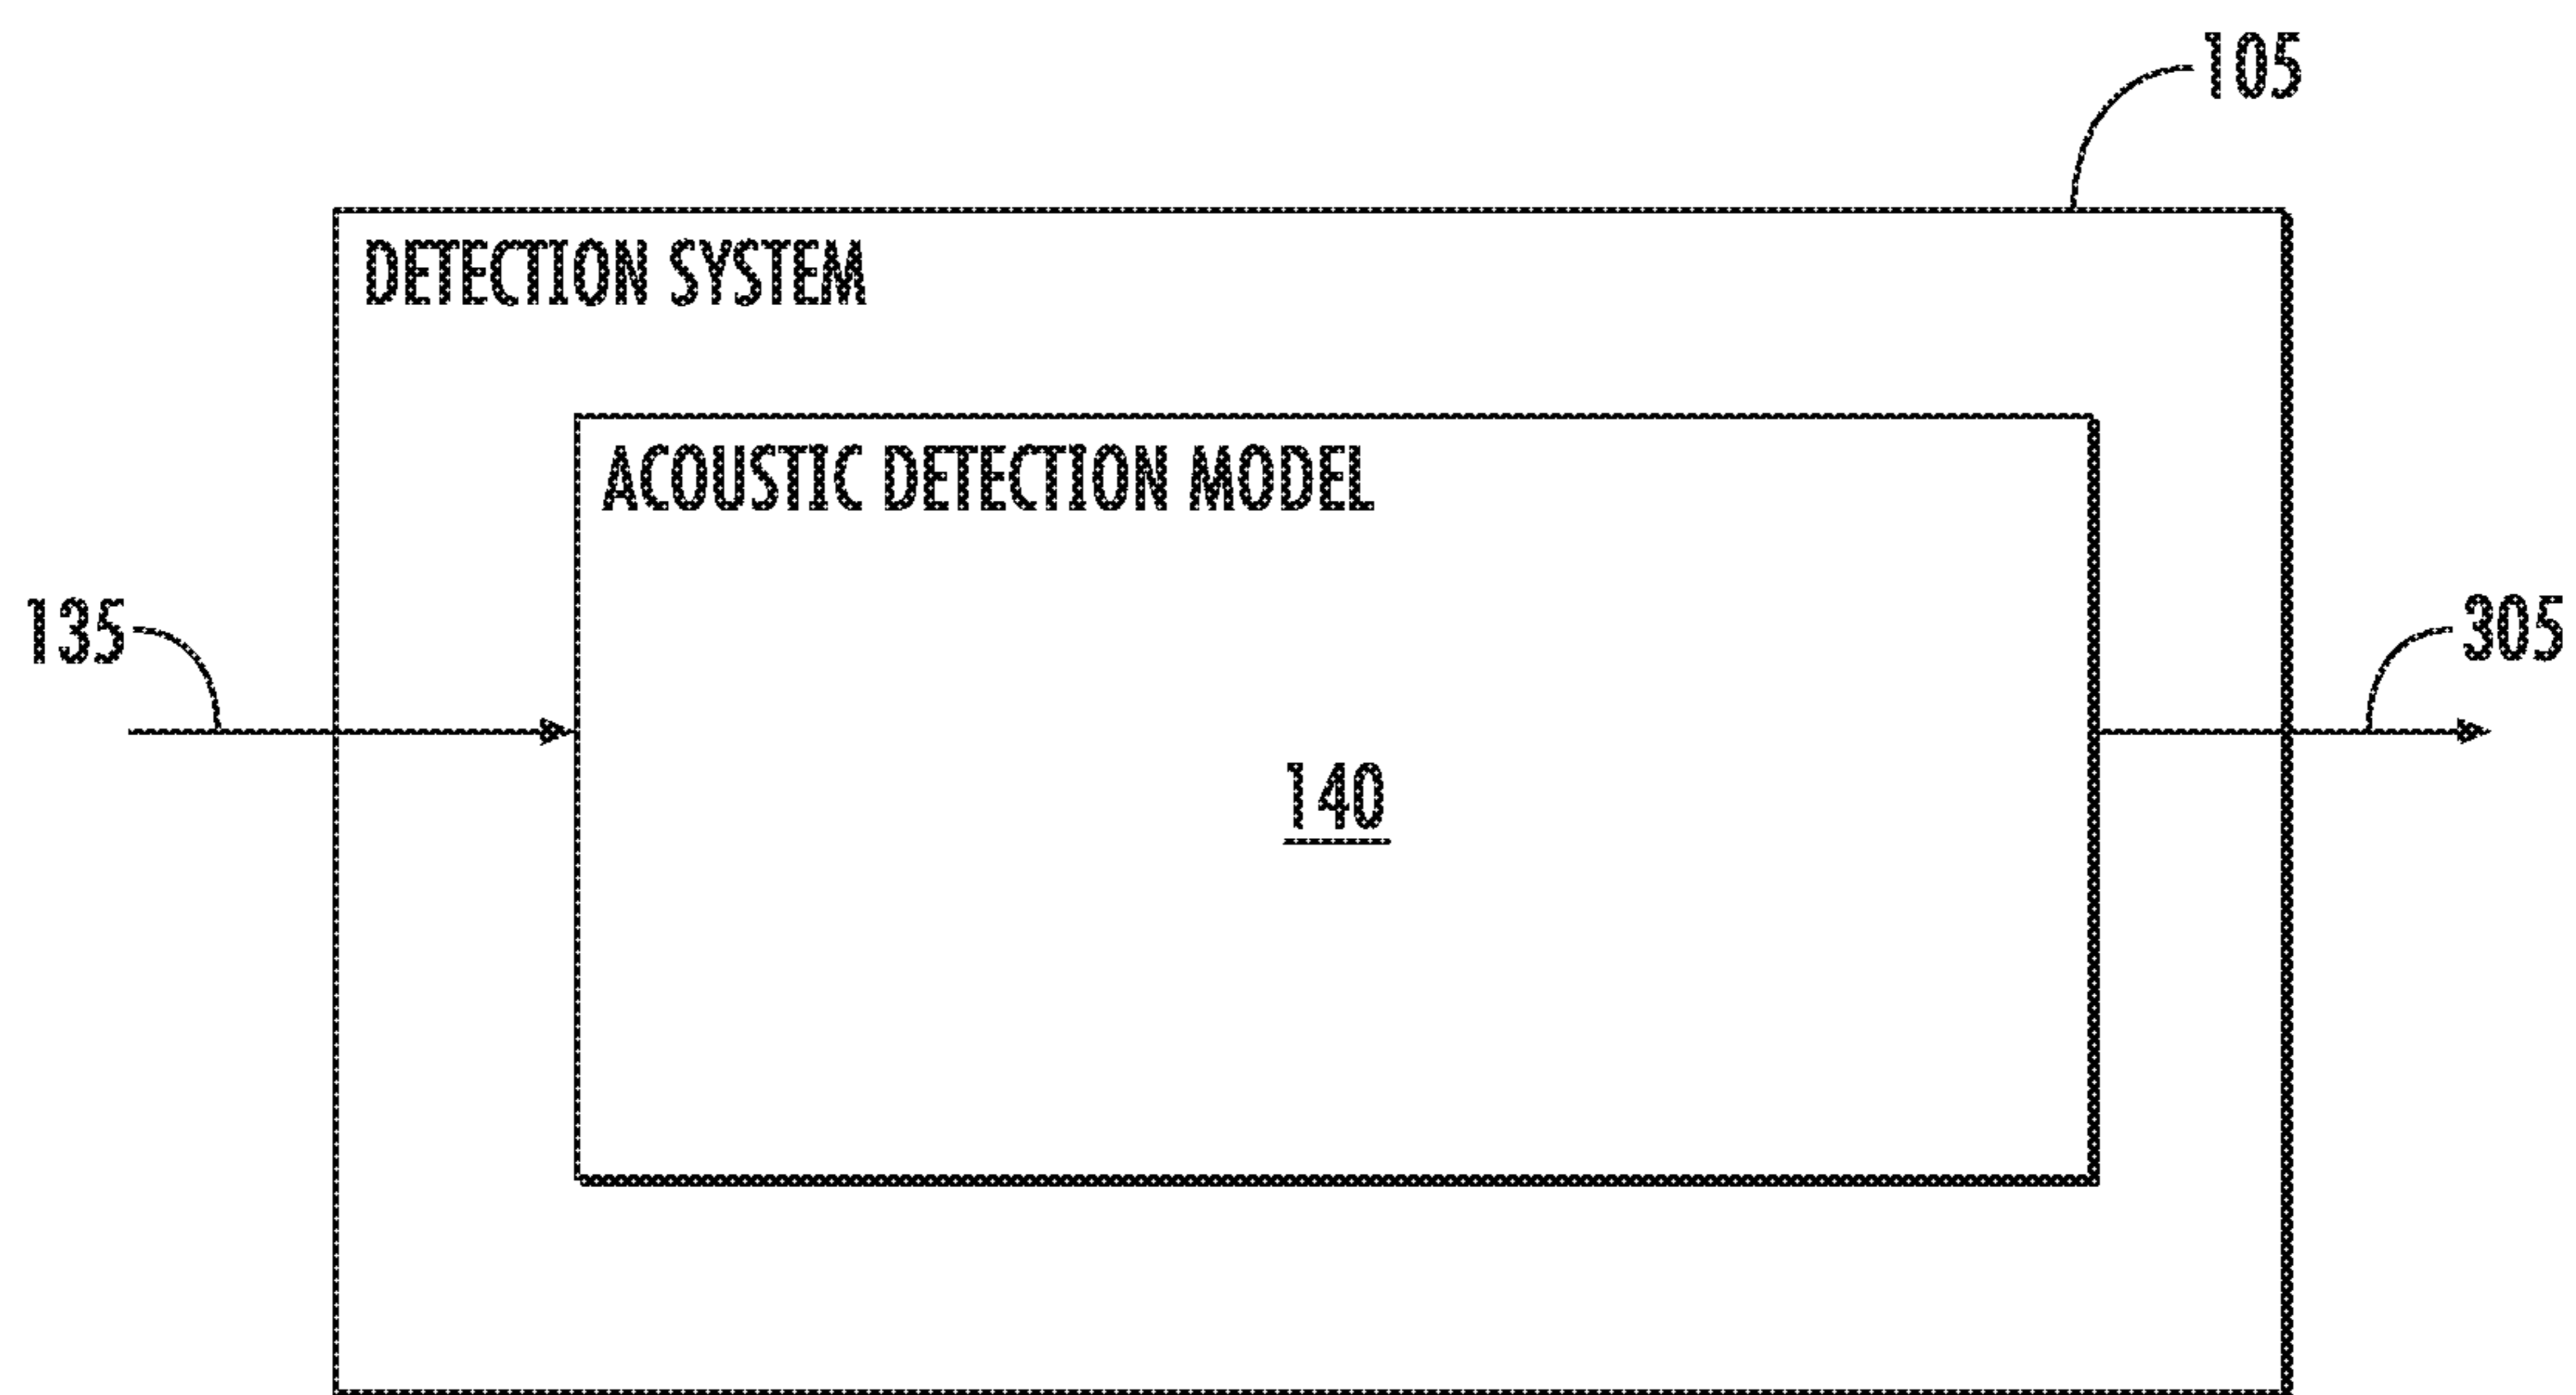 105
DETECTION SYSTEM
ACOUSTIC DETECTION MODEL
135
305
140